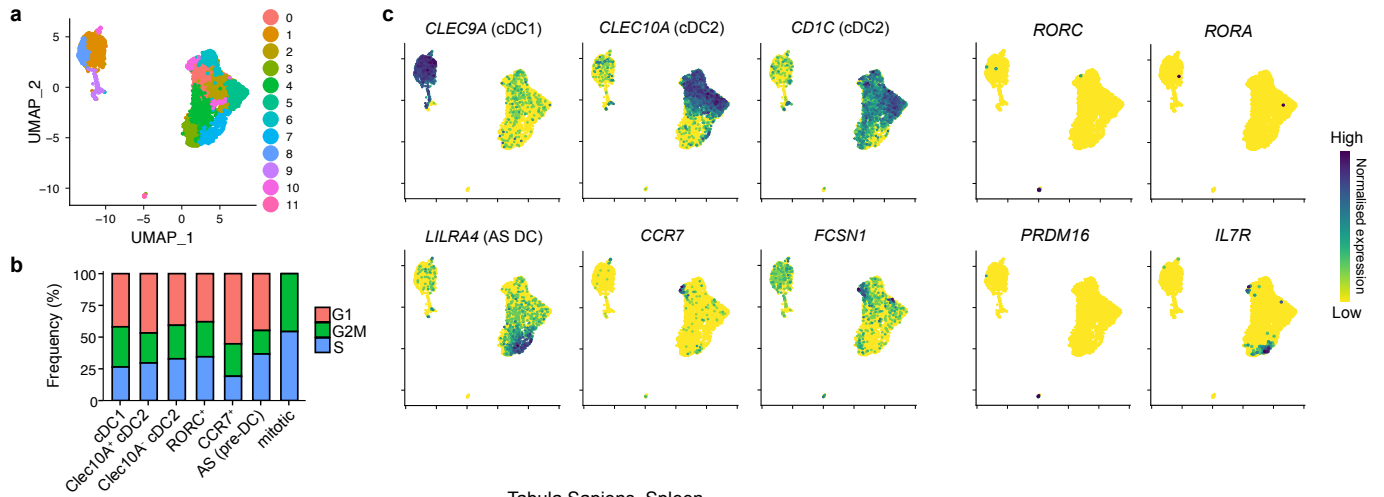 a
UMAP_2
5
0
−5
−10
−10
−5
0
5
UMAP_1
0
1
2
3
4
5
6
7
8
9
10
11
b
Frequency (%)
100
75
50
25
0
cDC1
Clec10A+ cDC2
Clec10A- cDC2
RORC+
CCR7+
AS (pre-DC)
mitotic
G1
G2M
S
c
CLEC9A (cDC1)
CLEC10A (cDC2)
CD1C (cDC2)
RORC
RORA
LILRA4 (AS DC)
CCR7
FCSN1
PRDM16
IL7R
High
Normalised expression
Low